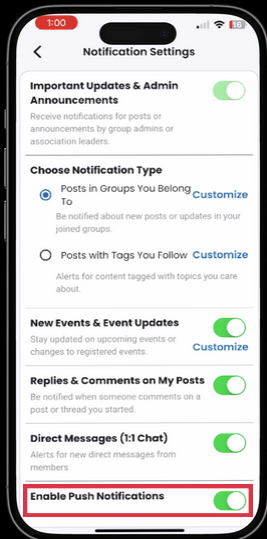 1:00
18
Notification Settings
Important Updates & Admin
Announcements
Receive notifications for posts or
announcements by group admins or
association leaders.
Choose Notification Type
Posts in Groups You Belong
To
Customize
Be notified about new posts or updates in your
joined groups.
Posts with Tags You Follow Customize
Alerts for content tagged with topics you care
about.
New Events & Event Updates
Stay updated on upcoming events or
changes to registered events.
Customize
Replies & Comments on My Posts
Be notified when someone comments on a
post or thread you started.
Direct Messages (1:1 Chat)
Alerts for new direct messages from
members
Enable Push Notifications